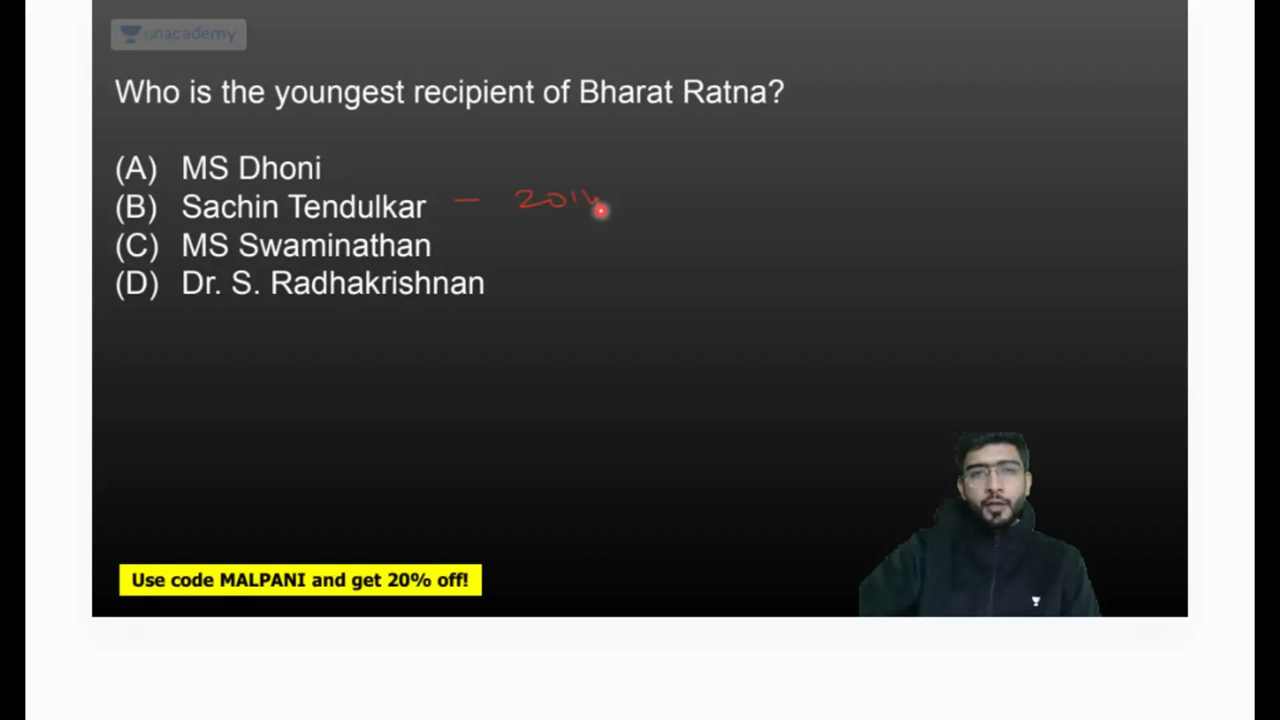 unacademy
Who is the youngest recipient of Bharat Ratna?
(A) MS Dhoni
(B) Sachin Tendulkar — 2014
(C) MS Swaminathan
(D) Dr. S. Radhakrishnan
Use code MALPANI and get 20% off!